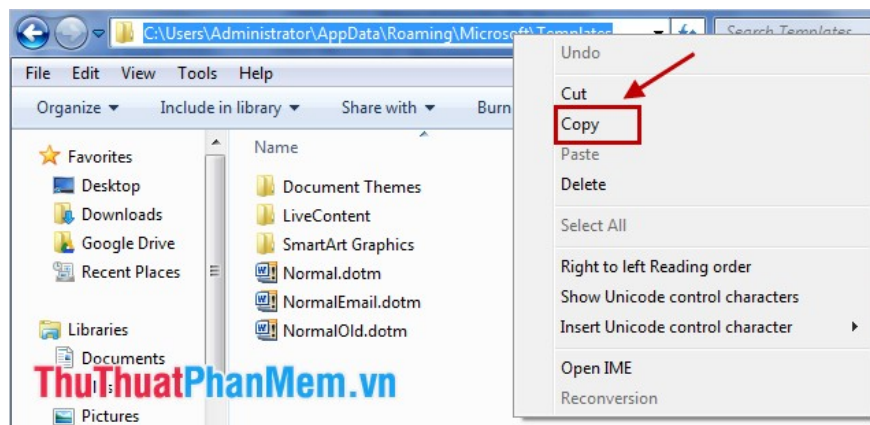 C:\Users\Administrator\AppData\Roaming\Microsoft\Templates
Search Templates
File Edit View Tools Help
Organize Include in library Share with Burn
Favorites
Desktop
Downloads
Google Drive
Recent Places
Libraries
Documents
Pictures
Name
Document Themes
LiveContent
SmartArt Graphics
Normal.dotm
NormalEmail.dotm
NormalOld.dotm
Undo
Cut
Copy
Paste
Delete
Select All
Right to left Reading order
Show Unicode control characters
Insert Unicode control character
Open IME
Reconversion
ThuThuatPhanMem.vn